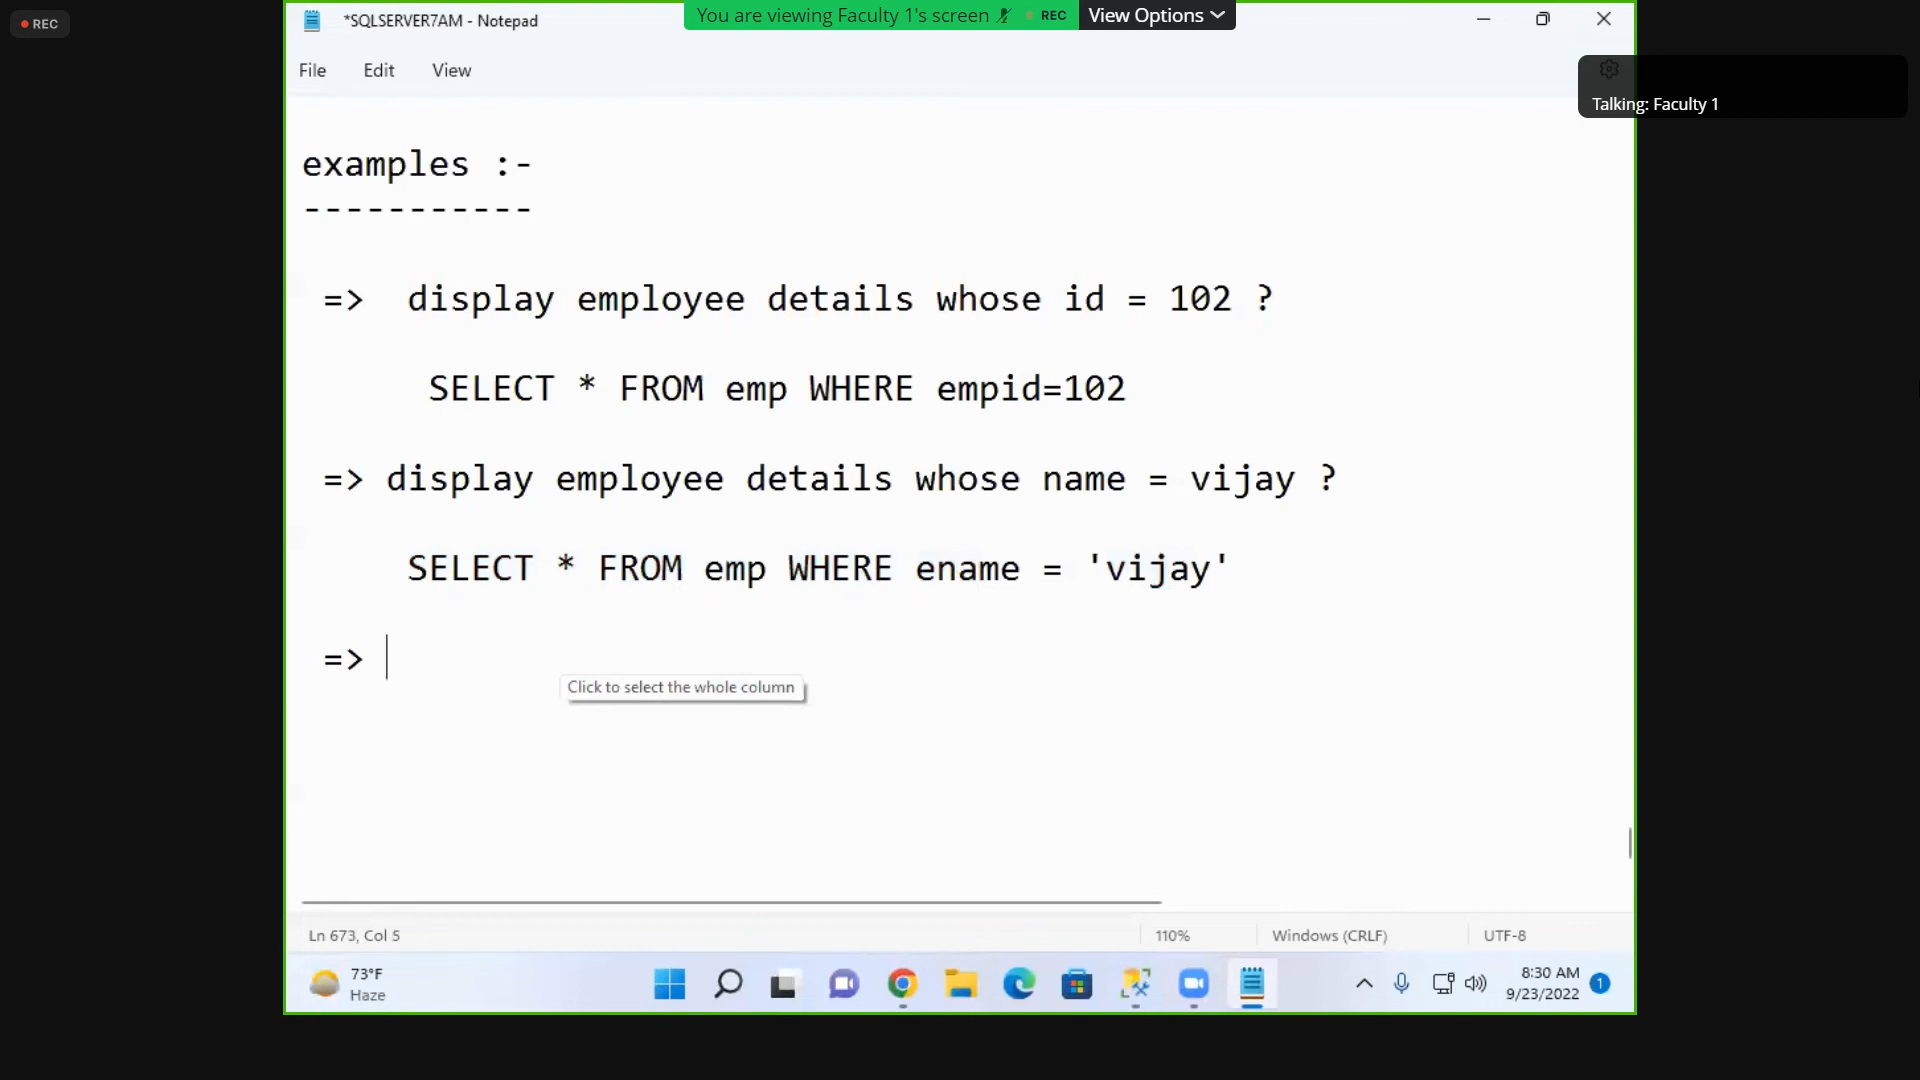 REC
*SQLSERVER7AM - Notepad
You are viewing Faculty 1's screen REC View Options
File Edit View
Talking: Faculty 1
examples :-
-----------
=> display employee details whose id = 102 ?
SELECT * FROM emp WHERE empid=102
=> display employee details whose name = vijay ?
SELECT * FROM emp WHERE ename = 'vijay'
=>
Click to select the whole column
Ln 673, Col 5 110% Windows (CRLF) UTF-8
73°F
Haze
8:30 AM
9/23/2022
1